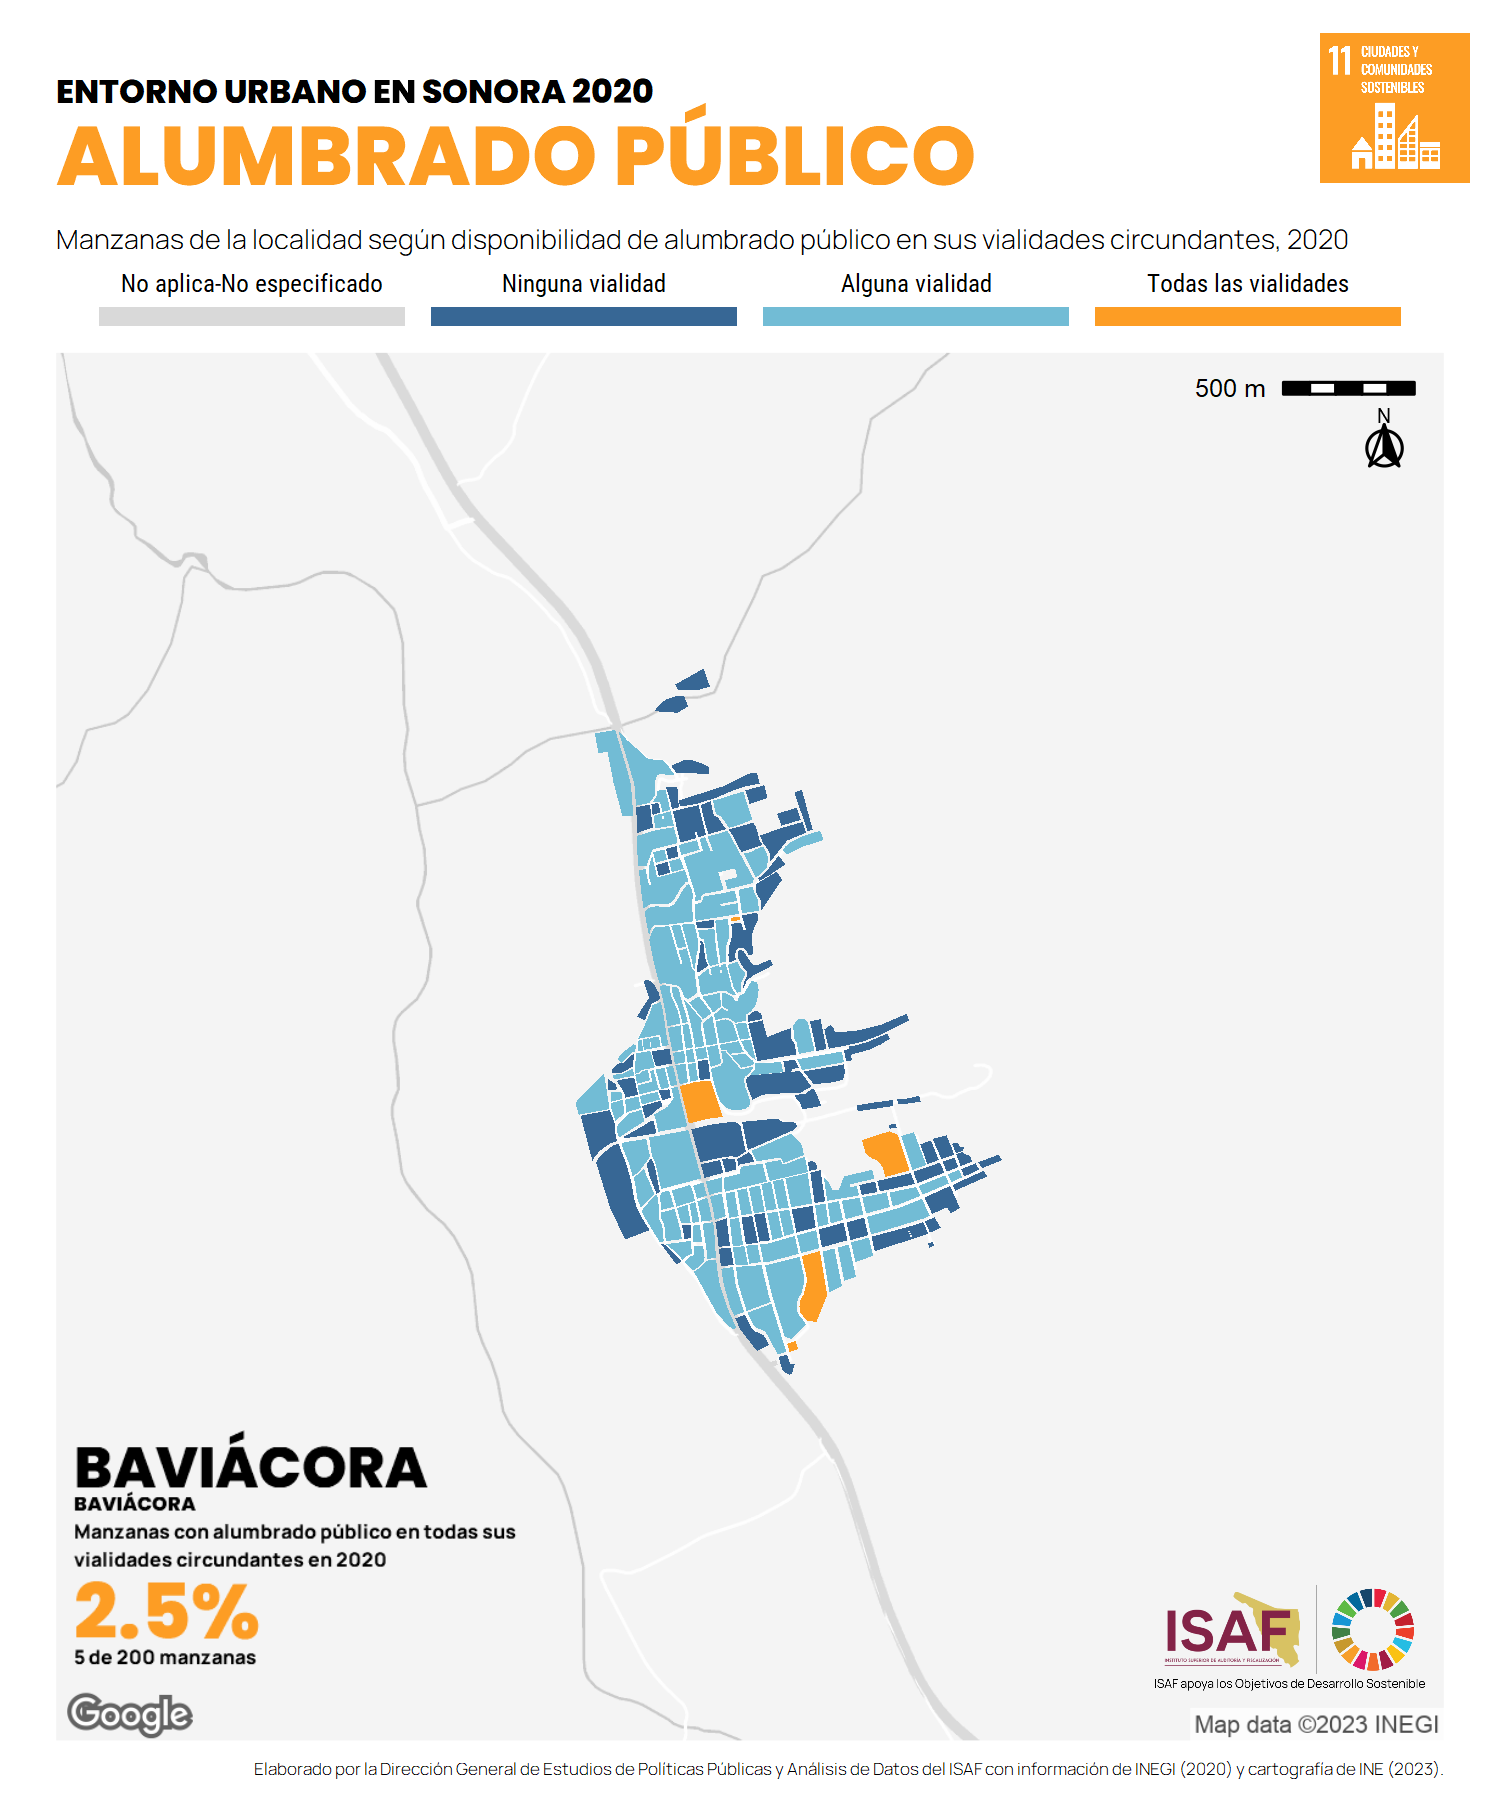 ENTORNO URBANO EN SONORA 2020
ALUMBRADO PÚBLICO
11 CIUDADES Y
COMUNIDADES
SOSTENIBLES
Manzanas de la localidad según disponibilidad de alumbrado público en sus vialidades circundantes, 2020
No aplica-No especificado
Ninguna vialidad
Alguna vialidad
Todas las vialidades
500 m
N
BAVIÁCORA
BAVIÁCORA
Manzanas con alumbrado público en todas sus
vialidades circundantes en 2020
2.5%
5 de 200 manzanas
Google
ISAF
INSTITUTO SUPERIOR DE AUDITORÍA Y FISCALIZACIÓN
ISAF apoya los Objetivos de Desarrollo Sostenible
Map data ©2023 INEGI
Elaborado por la Dirección General de Estudios de Políticas Públicas y Análisis de Datos del ISAF con información de INEGI (2020) y cartografía de INE (2023).